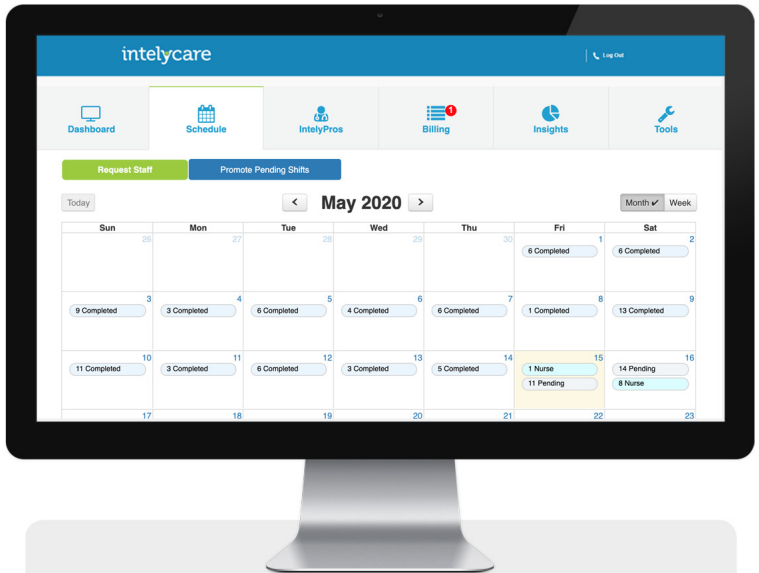 intelycare
Log Out
Dashboard Schedule IntelyPros Billing 1 Insights Tools
Request Staff Promote Pending Shifts
Today < May 2020 > Month ✔ Week
Sun Mon Tue Wed Thu Fri Sat
26 27 28 29 30 1 2
6 Completed 6 Completed
3 4 5 6 7 8 9
9 Completed 3 Completed 6 Completed 4 Completed 6 Completed 1 Completed 13 Completed
10 11 12 13 14 15 16
11 Completed 3 Completed 6 Completed 3 Completed 5 Completed 1 Nurse 14 Pending
11 Pending 8 Nurse
17 18 19 20 21 22 23